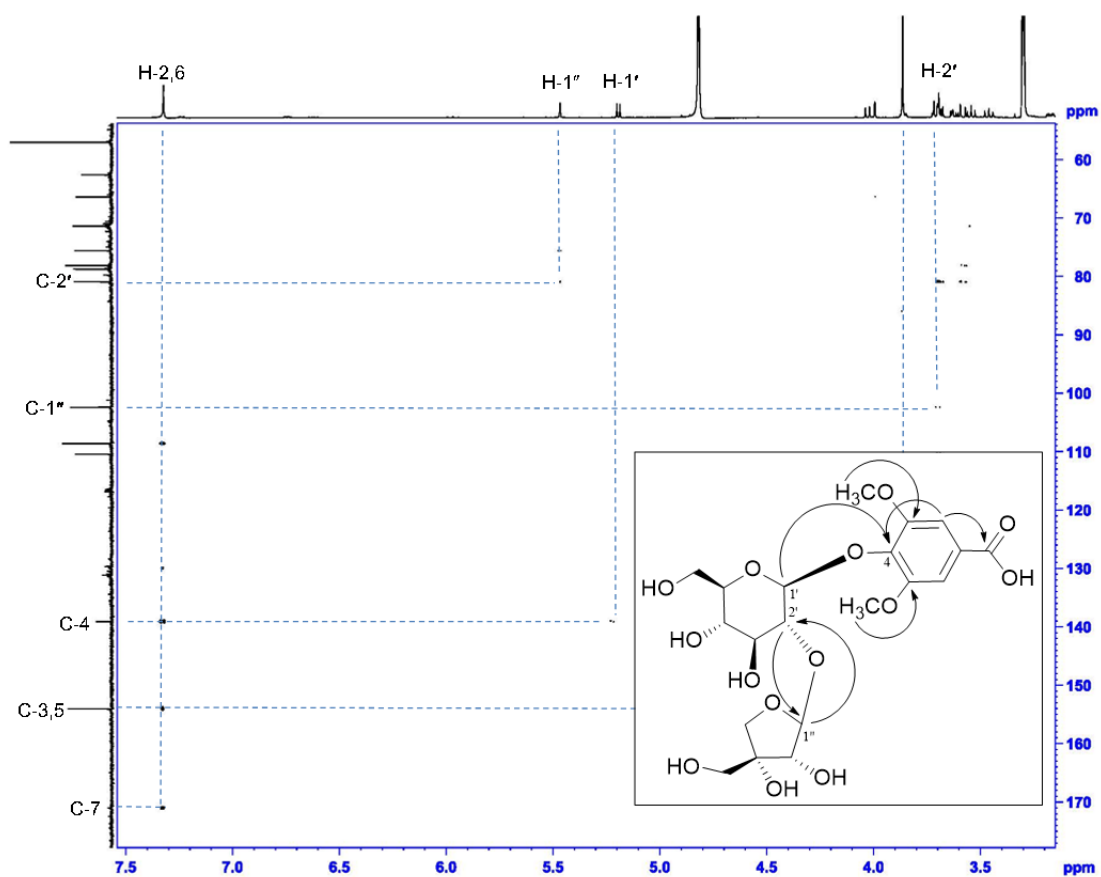 H-2,6
H-1″
H-1′
H-2′
ppm
60
70
80
90
100
110
120
130
140
150
160
170
C-2′
C-1″
C-4
C-3,5
C-7
H₃CO
O
O
4
OH
H₃CO
O
HO
1′
2′
HO
HO
O
O
1″
HO
OH
OH
7.5 7.0 6.5 6.0 5.5 5.0 4.5 4.0 3.5 ppm